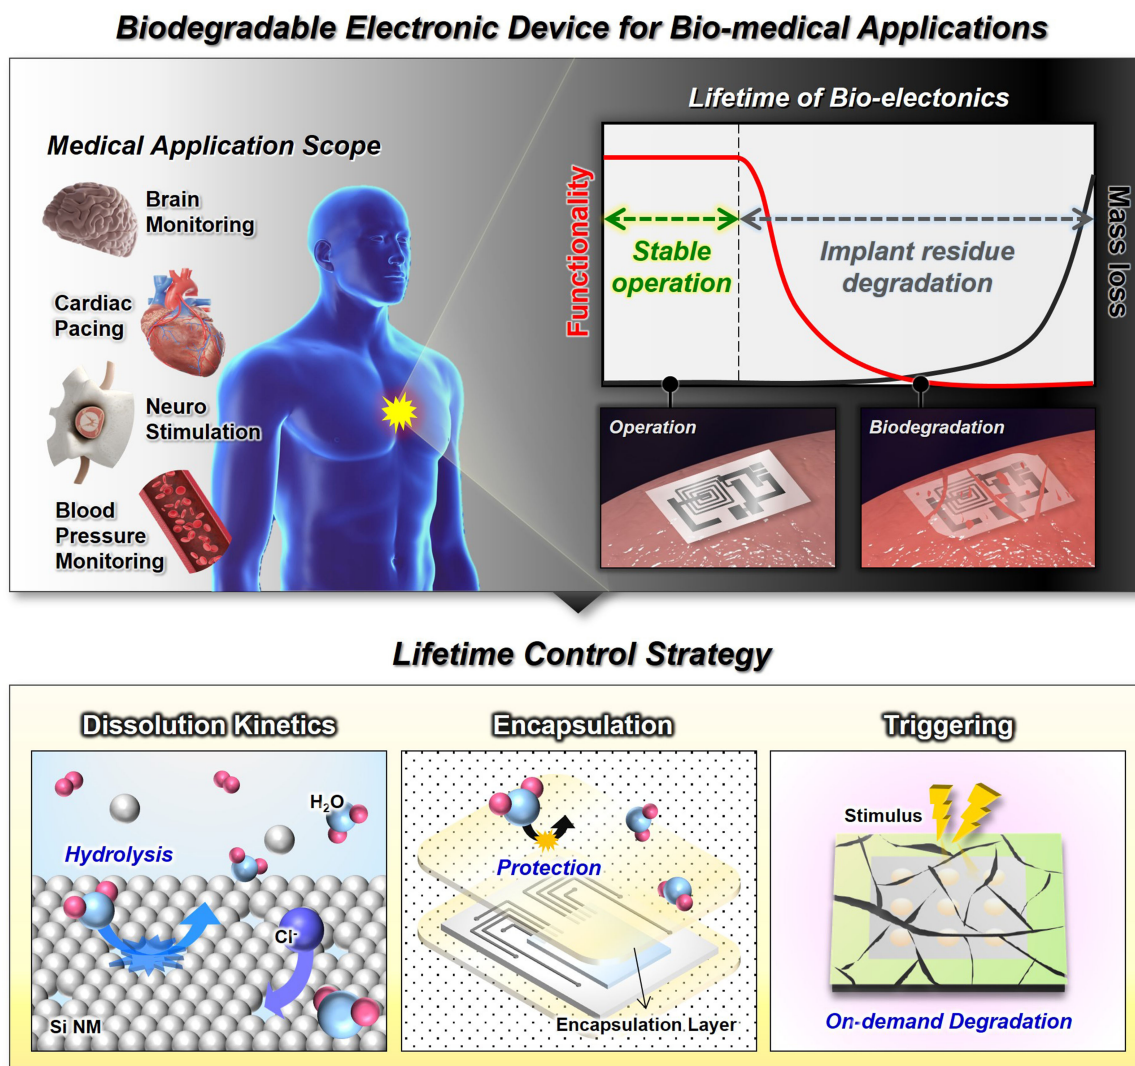 Biodegradable Electronic Device for Bio-medical Applications
Medical Application Scope
Brain
Monitoring
Cardiac
Pacing
Neuro
Stimulation
Blood
Pressure
Monitoring
Lifetime of Bio-electonics
Functionality
Stable
operation
Implant residue
degradation
Mass loss
Operation
Biodegradation
Lifetime Control Strategy
Dissolution Kinetics
H2O
Hydrolysis
Cl-
Si NM
Encapsulation
Protection
Encapsulation Layer
Triggering
Stimulus
On-demand Degradation